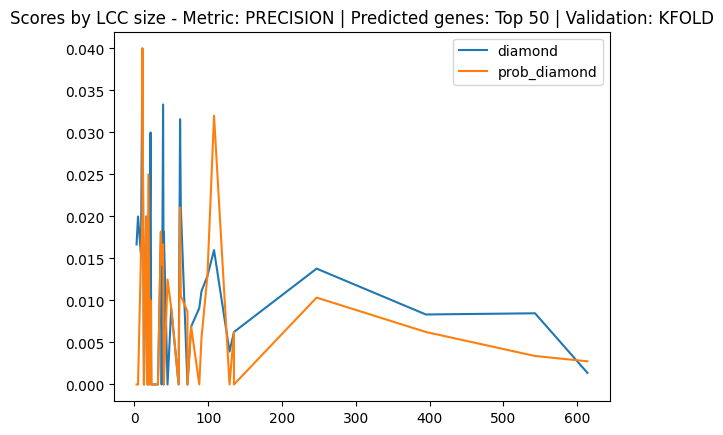 Scores by LCC size - Metric: PRECISION | Predicted genes: Top 50 | Validation: KFOLD
diamond
prob_diamond
0.040
0.035
0.030
0.025
0.020
0.015
0.010
0.005
0.000
0 100 200 300 400 500 600